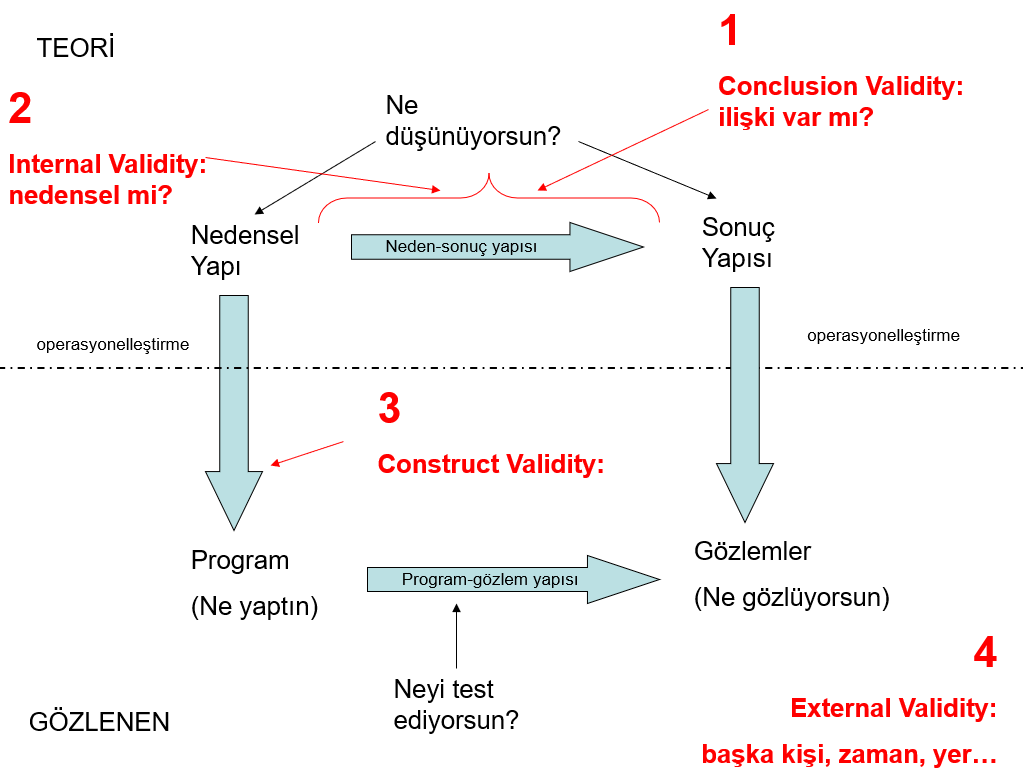 TEORİ
1
Conclusion Validity:
ilişki var mı?
2
Internal Validity:
nedensel mi?
Ne
düşünüyorsun?
Nedensel
Yapı
Neden-sonuç yapısı
Sonuç
Yapısı
operasyonelleştirme
operasyonelleştirme
3
Construct Validity:
Program
(Ne yaptın)
Program-gözlem yapısı
Gözlemler
(Ne gözlüyorsun)
Neyi test
ediyorsun?
GÖZLENEN
4
External Validity:
başka kişi, zaman, yer…